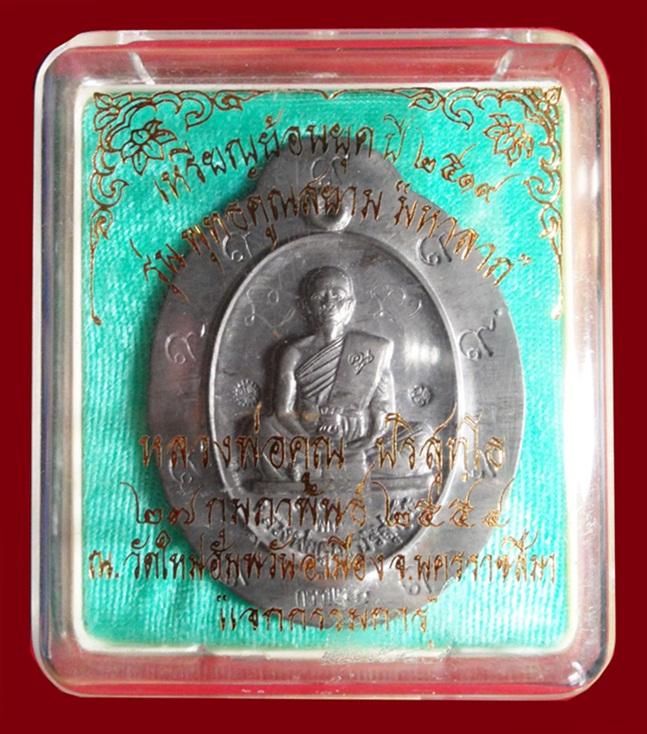 เหรียญย้อนยุค ปี ๒๕๑๙
รุ่น พุทธคุณสยาม "มหาลาภ"
หลวงพ่อคูณ ปริสุทฺโธ
๒๗ กุมภาพันธ์ ๒๕๕๔
ณ. วัดใหม่อัมพวัน อ.เมือง จ.นครราชสีมา
แจกกรรมการ